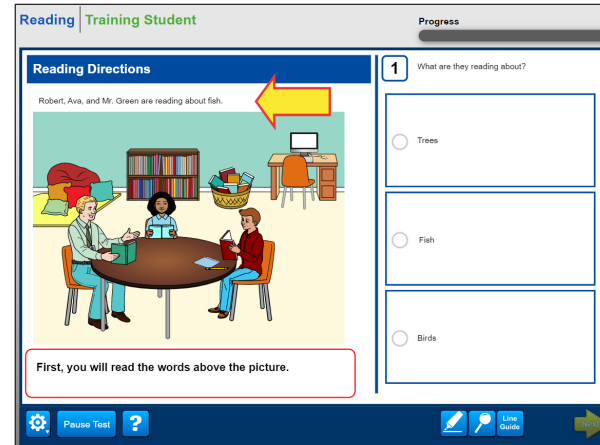 Reading Training Student
Progress
Reading Directions
Robert, Ava, and Mr. Green are reading about fish.
First, you will read the words above the picture.
1 What are they reading about?
Trees
Fish
Birds
Pause Test
?
Line
Guide
Next